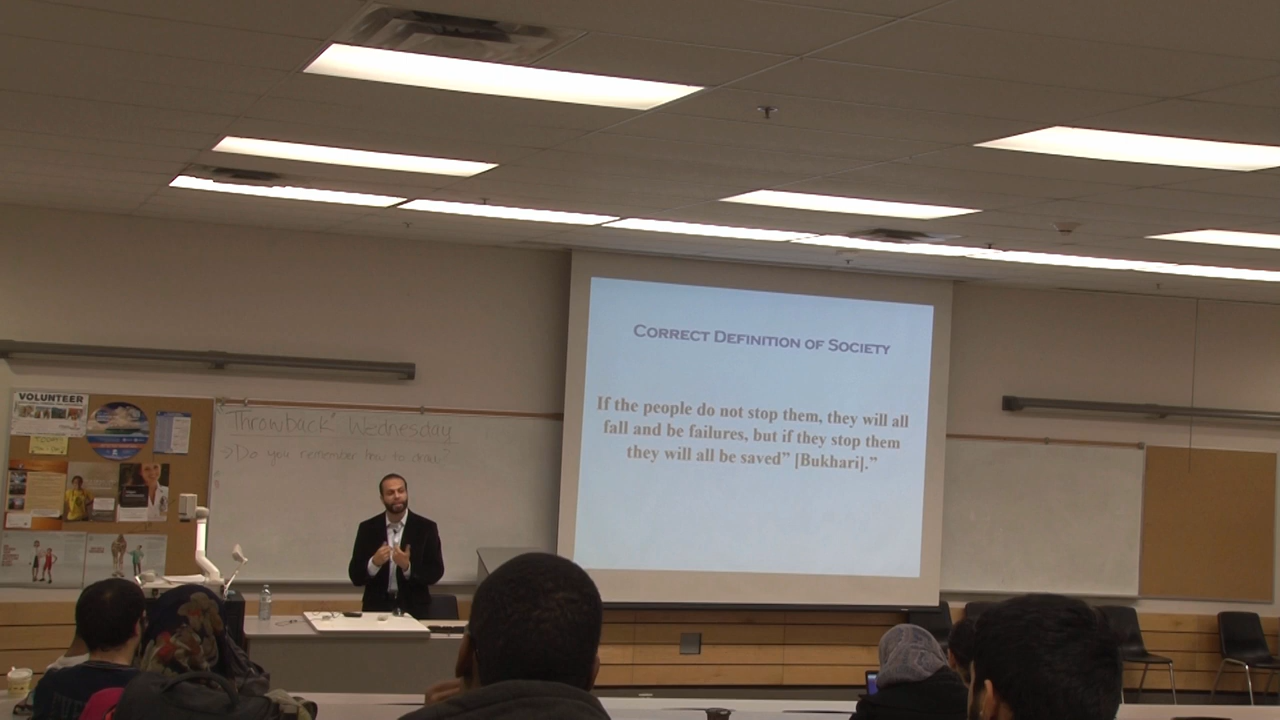 VOLUNTEER
Throwback Wednesday
Do you remember how to draw?
CORRECT DEFINITION OF SOCIETY
If the people do not stop them, they will all
fall and be failures, but if they stop them
they will all be saved” [Bukhari].”